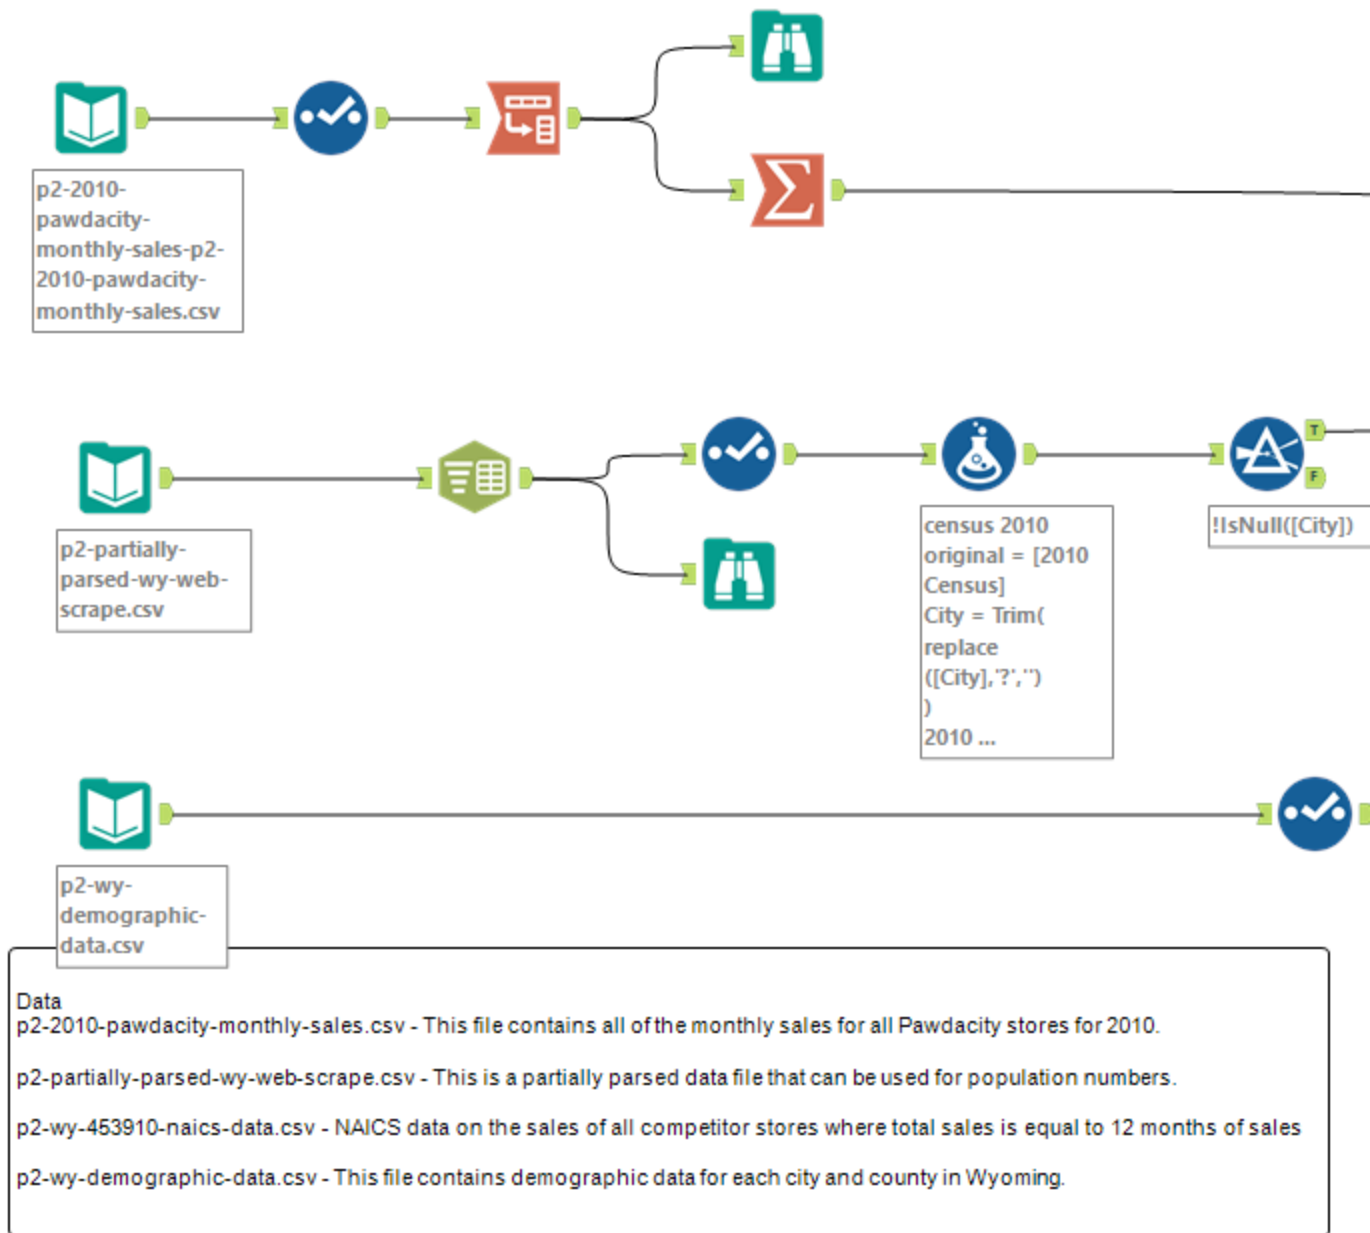 p2-2010-
pawdacity-
monthly-sales-p2-
2010-pawdacity-
monthly-sales.csv
T
F
p2-partially-
parsed-wy-web-
scrape.csv
census 2010
original = [2010
Census]
City = Trim(
replace
([City],'?','')
)
2010 ...
!IsNull([City])
p2-wy-
demographic-
data.csv
Data
p2-2010-pawdacity-monthly-sales.csv - This file contains all of the monthly sales for all Pawdacity stores for 2010.
p2-partially-parsed-wy-web-scrape.csv - This is a partially parsed data file that can be used for population numbers.
p2-wy-453910-naics-data.csv - NAICS data on the sales of all competitor stores where total sales is equal to 12 months of sales
p2-wy-demographic-data.csv - This file contains demographic data for each city and county in Wyoming.